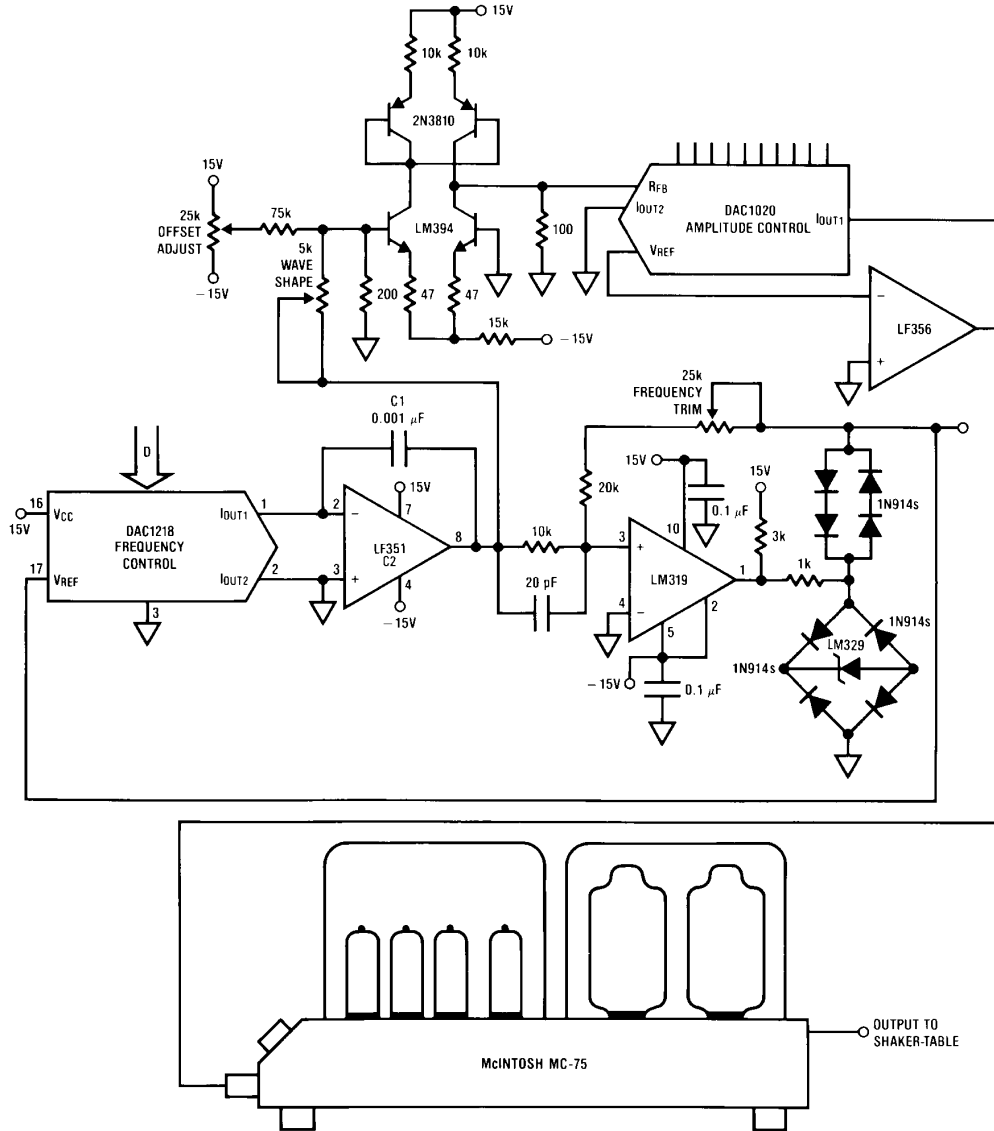 15V
10k
10k
2N3810
15V
25k
OFFSET
ADJUST
−15V
75k
5k
WAVE
SHAPE
LM394
200
47
47
15k
−15V
100
RFB
IOUT2
DAC1020
AMPLITUDE CONTROL
IOUT1
VREF
−
LF356
+
C1
0.001 μF
25k
FREQUENCY
TRIM
D
16
15V
VCC
DAC1218
FREQUENCY
CONTROL
17
VREF
IOUT1
1
IOUT2
2
3
2
−
15V
7
LF351
C2
8
3
+
4
−15V
10k
20 pF
20k
15V
10
0.1 μF
3
+
LM319
4
−
1
2
5
−15V
0.1 μF
15V
3k
1k
1N914s
1N914s
LM329
1N914s
McINTOSH MC-75
OUTPUT TO
SHAKER-TABLE